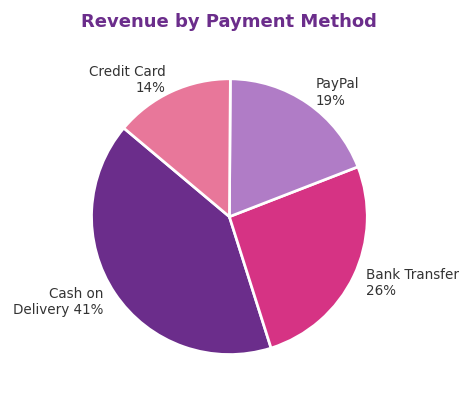 Revenue by Payment Method
Credit Card
14%
PayPal
19%
Bank Transfer
26%
Cash on
Delivery 41%